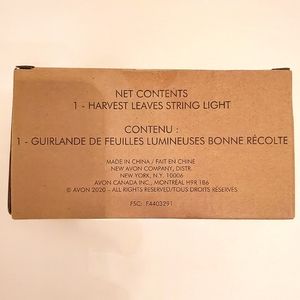 NET CONTENTS
1 - HARVEST LEAVES STRING LIGHT
CONTENU :
1 - GUIRLANDE DE FEUILLES LUMINEUSES BONNE RÉCOLTE
MADE IN CHINA / FAIT EN CHINE
NEW AVON COMPANY, DISTR.
NEW YORK, N.Y. 10006
AVON CANADA INC., MONTRÉAL H9R 1B6
© AVON 2020 – ALL RIGHTS RESERVED/TOUS DROITS RÉSERVÉS
FSC: F4403291